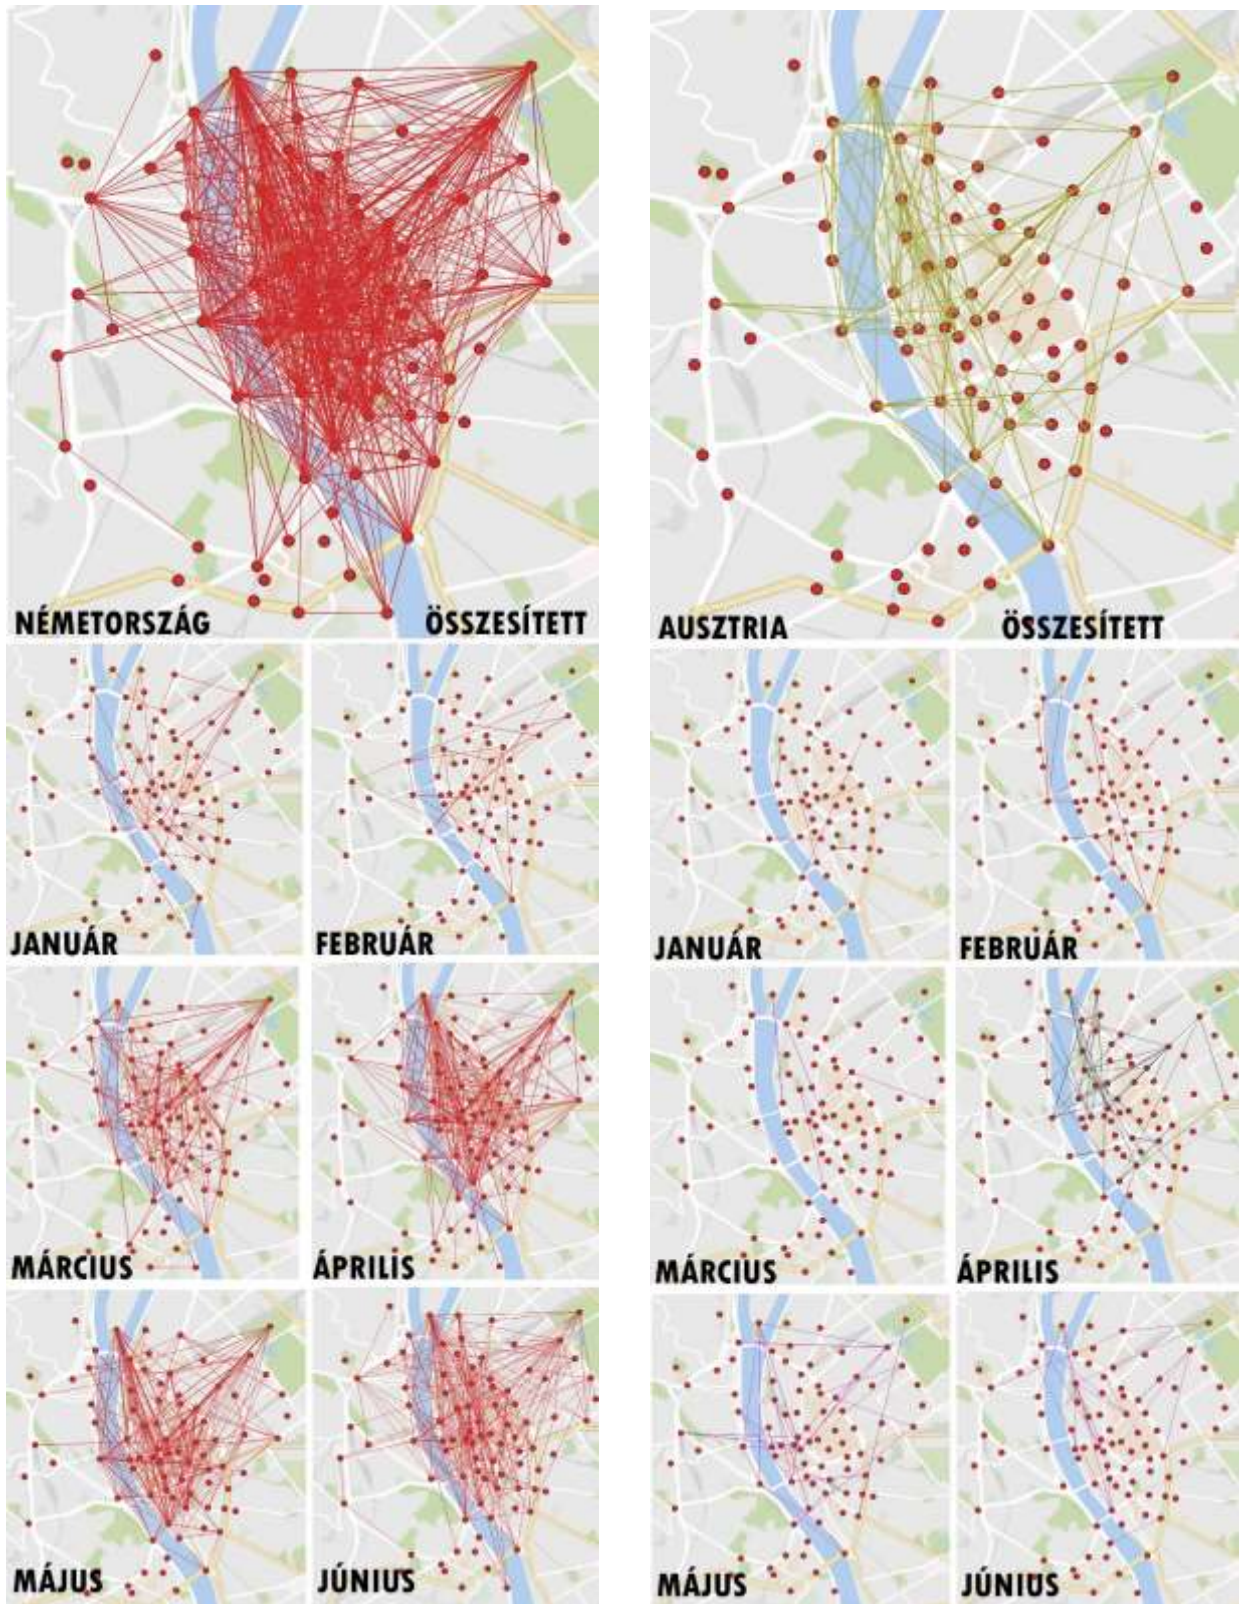 NÉMETORSZÁG ÖSSZESÍTETT
AUSZTRIA ÖSSZESÍTETT
JANUÁR
FEBRUÁR
JANUÁR
FEBRUÁR
MÁRCIUS
ÁPRILIS
MÁRCIUS
ÁPRILIS
MÁJUS
JÚNIUS
MÁJUS
JÚNIUS